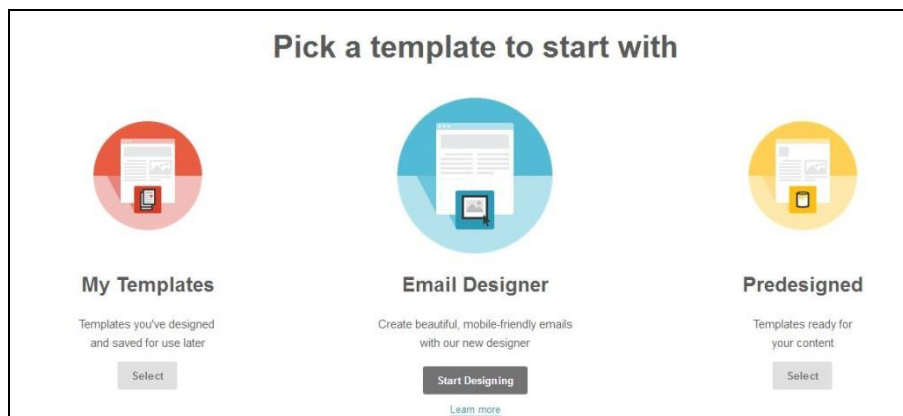 Pick a template to start with
My Templates
Templates you've designed
and saved for use later
Select
Email Designer
Create beautiful, mobile-friendly emails
with our new designer
Start Designing
Learn more
Predesigned
Templates ready for
your content
Select